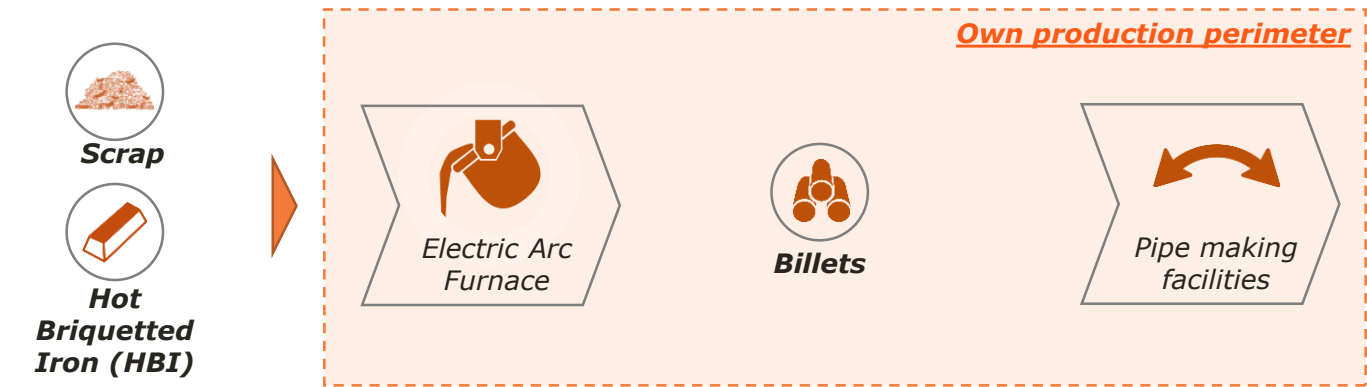 Own production perimeter
Scrap
Hot
Briquetted
Iron (HBI)
Electric Arc
Furnace
Billets
Pipe making
facilities